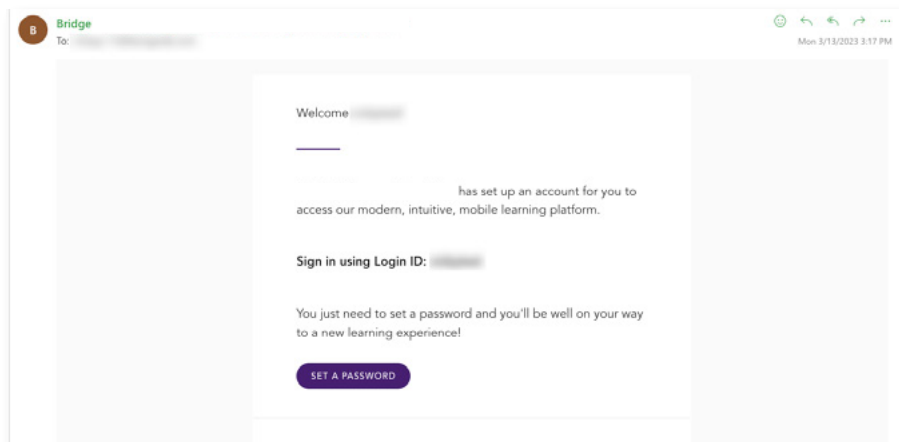 B
Bridge
To:
Mon 3/13/2023 3:17 PM
Welcome
has set up an account for you to
access our modern, intuitive, mobile learning platform.
Sign in using Login ID:
You just need to set a password and you'll be well on your way
to a new learning experience!
SET A PASSWORD